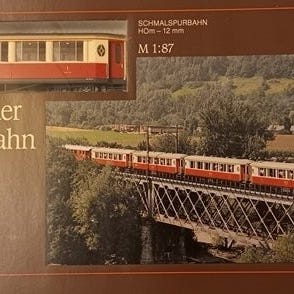 SCHMALSPURBAHN
HOm – 12 mm
M 1:87
er
ahn